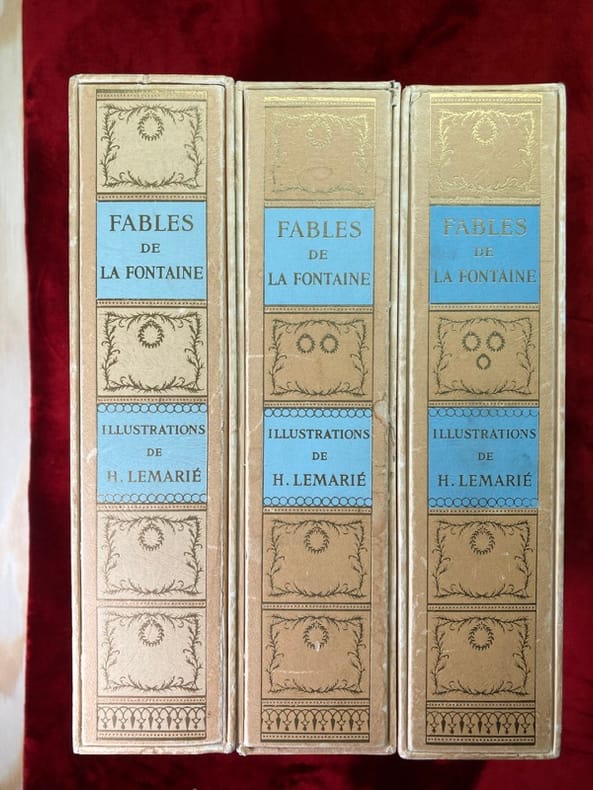 FABLES
DE
LA FONTAINE
ILLUSTRATIONS
DE
H. LEMARIÉ
FABLES
DE
LA FONTAINE
ILLUSTRATIONS
DE
H. LEMARIÉ
FABLES
DE
LA FONTAINE
ILLUSTRATIONS
DE
H. LEMARIÉ